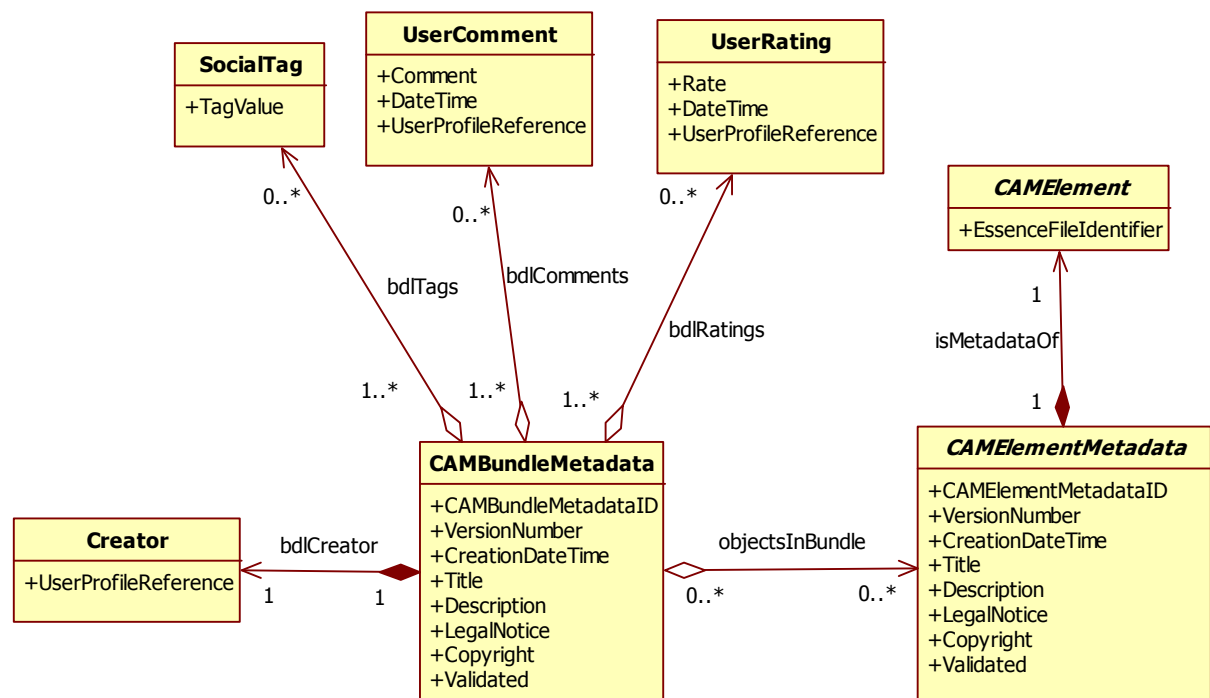 UserComment
+Comment
+DateTime
+UserProfileReference
UserRating
+Rate
+DateTime
+UserProfileReference
SocialTag
+TagValue
CAMElement
+EssenceFileIdentifier
0..*
0..*
0..*
bdlTags
bdlComments
bdlRatings
1
isMetadataOf
1
1..*
1..*
1..*
CAMBundleMetadata
+CAMBundleMetadataID
+VersionNumber
+CreationDateTime
+Title
+Description
+LegalNotice
+Copyright
+Validated
CAMElementMetadata
+CAMElementMetadataID
+VersionNumber
+CreationDateTime
+Title
+Description
+LegalNotice
+Copyright
+Validated
Creator
+UserProfileReference
bdlCreator
1
1
objectsInBundle
0..*
0..*